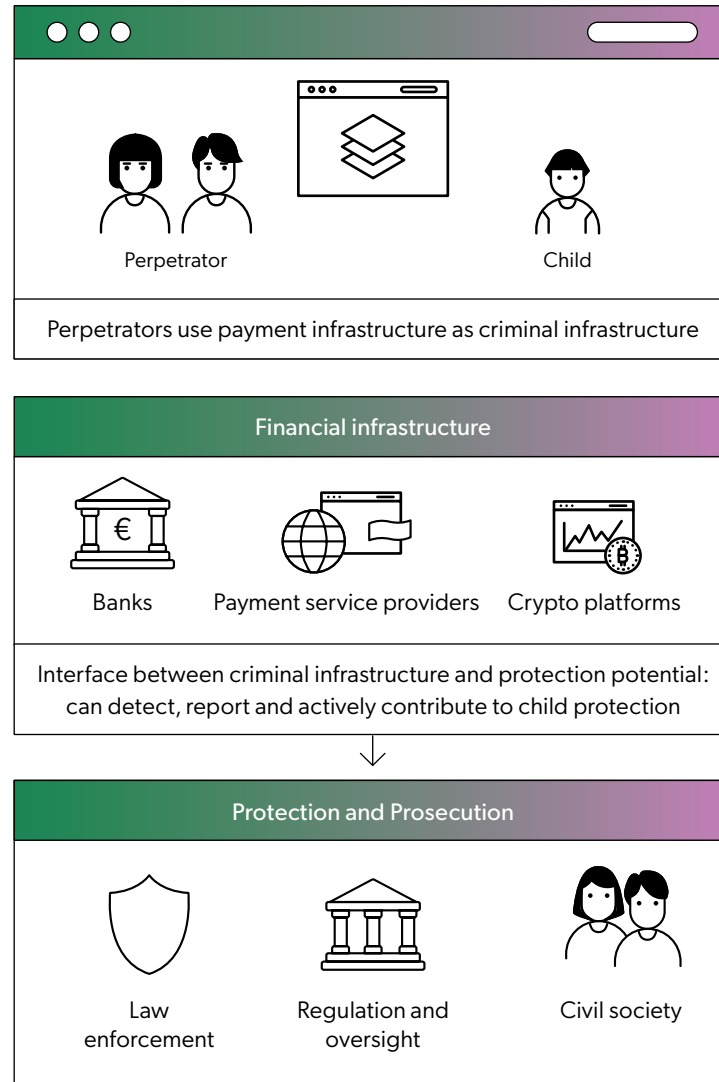 Perpetrator
Child
Perpetrators use payment infrastructure as criminal infrastructure
Financial infrastructure
€
Banks
Payment service providers
Crypto platforms
Interface between criminal infrastructure and protection potential:
can detect, report and actively contribute to child protection
Protection and Prosecution
Law
enforcement
Regulation and
oversight
Civil society